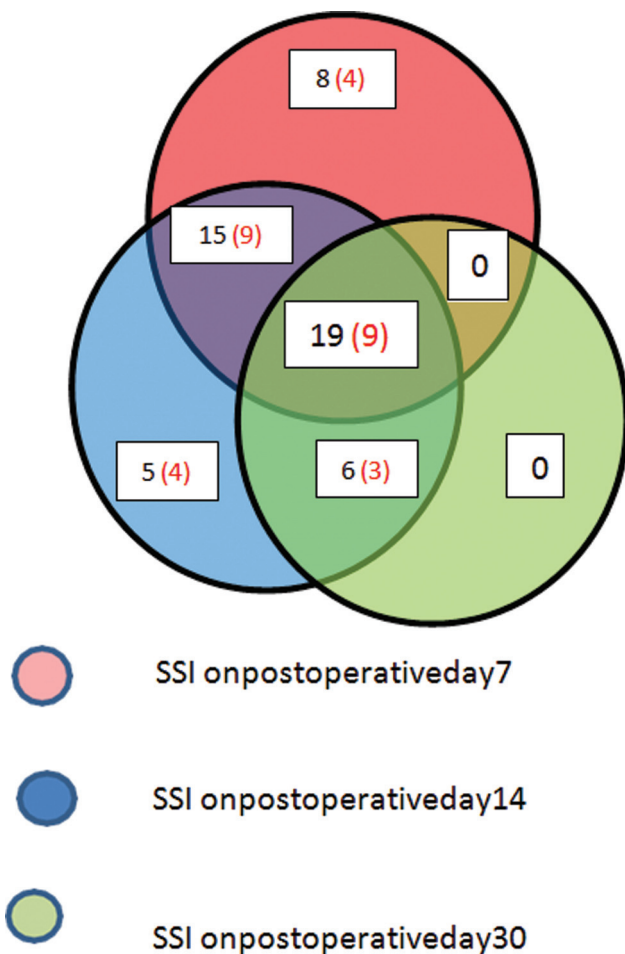 8 (4)
15 (9)
0
19 (9)
5 (4)
6 (3)
0
SSI onpostoperativeday7
SSI onpostoperativeday14
SSI onpostoperativeday30